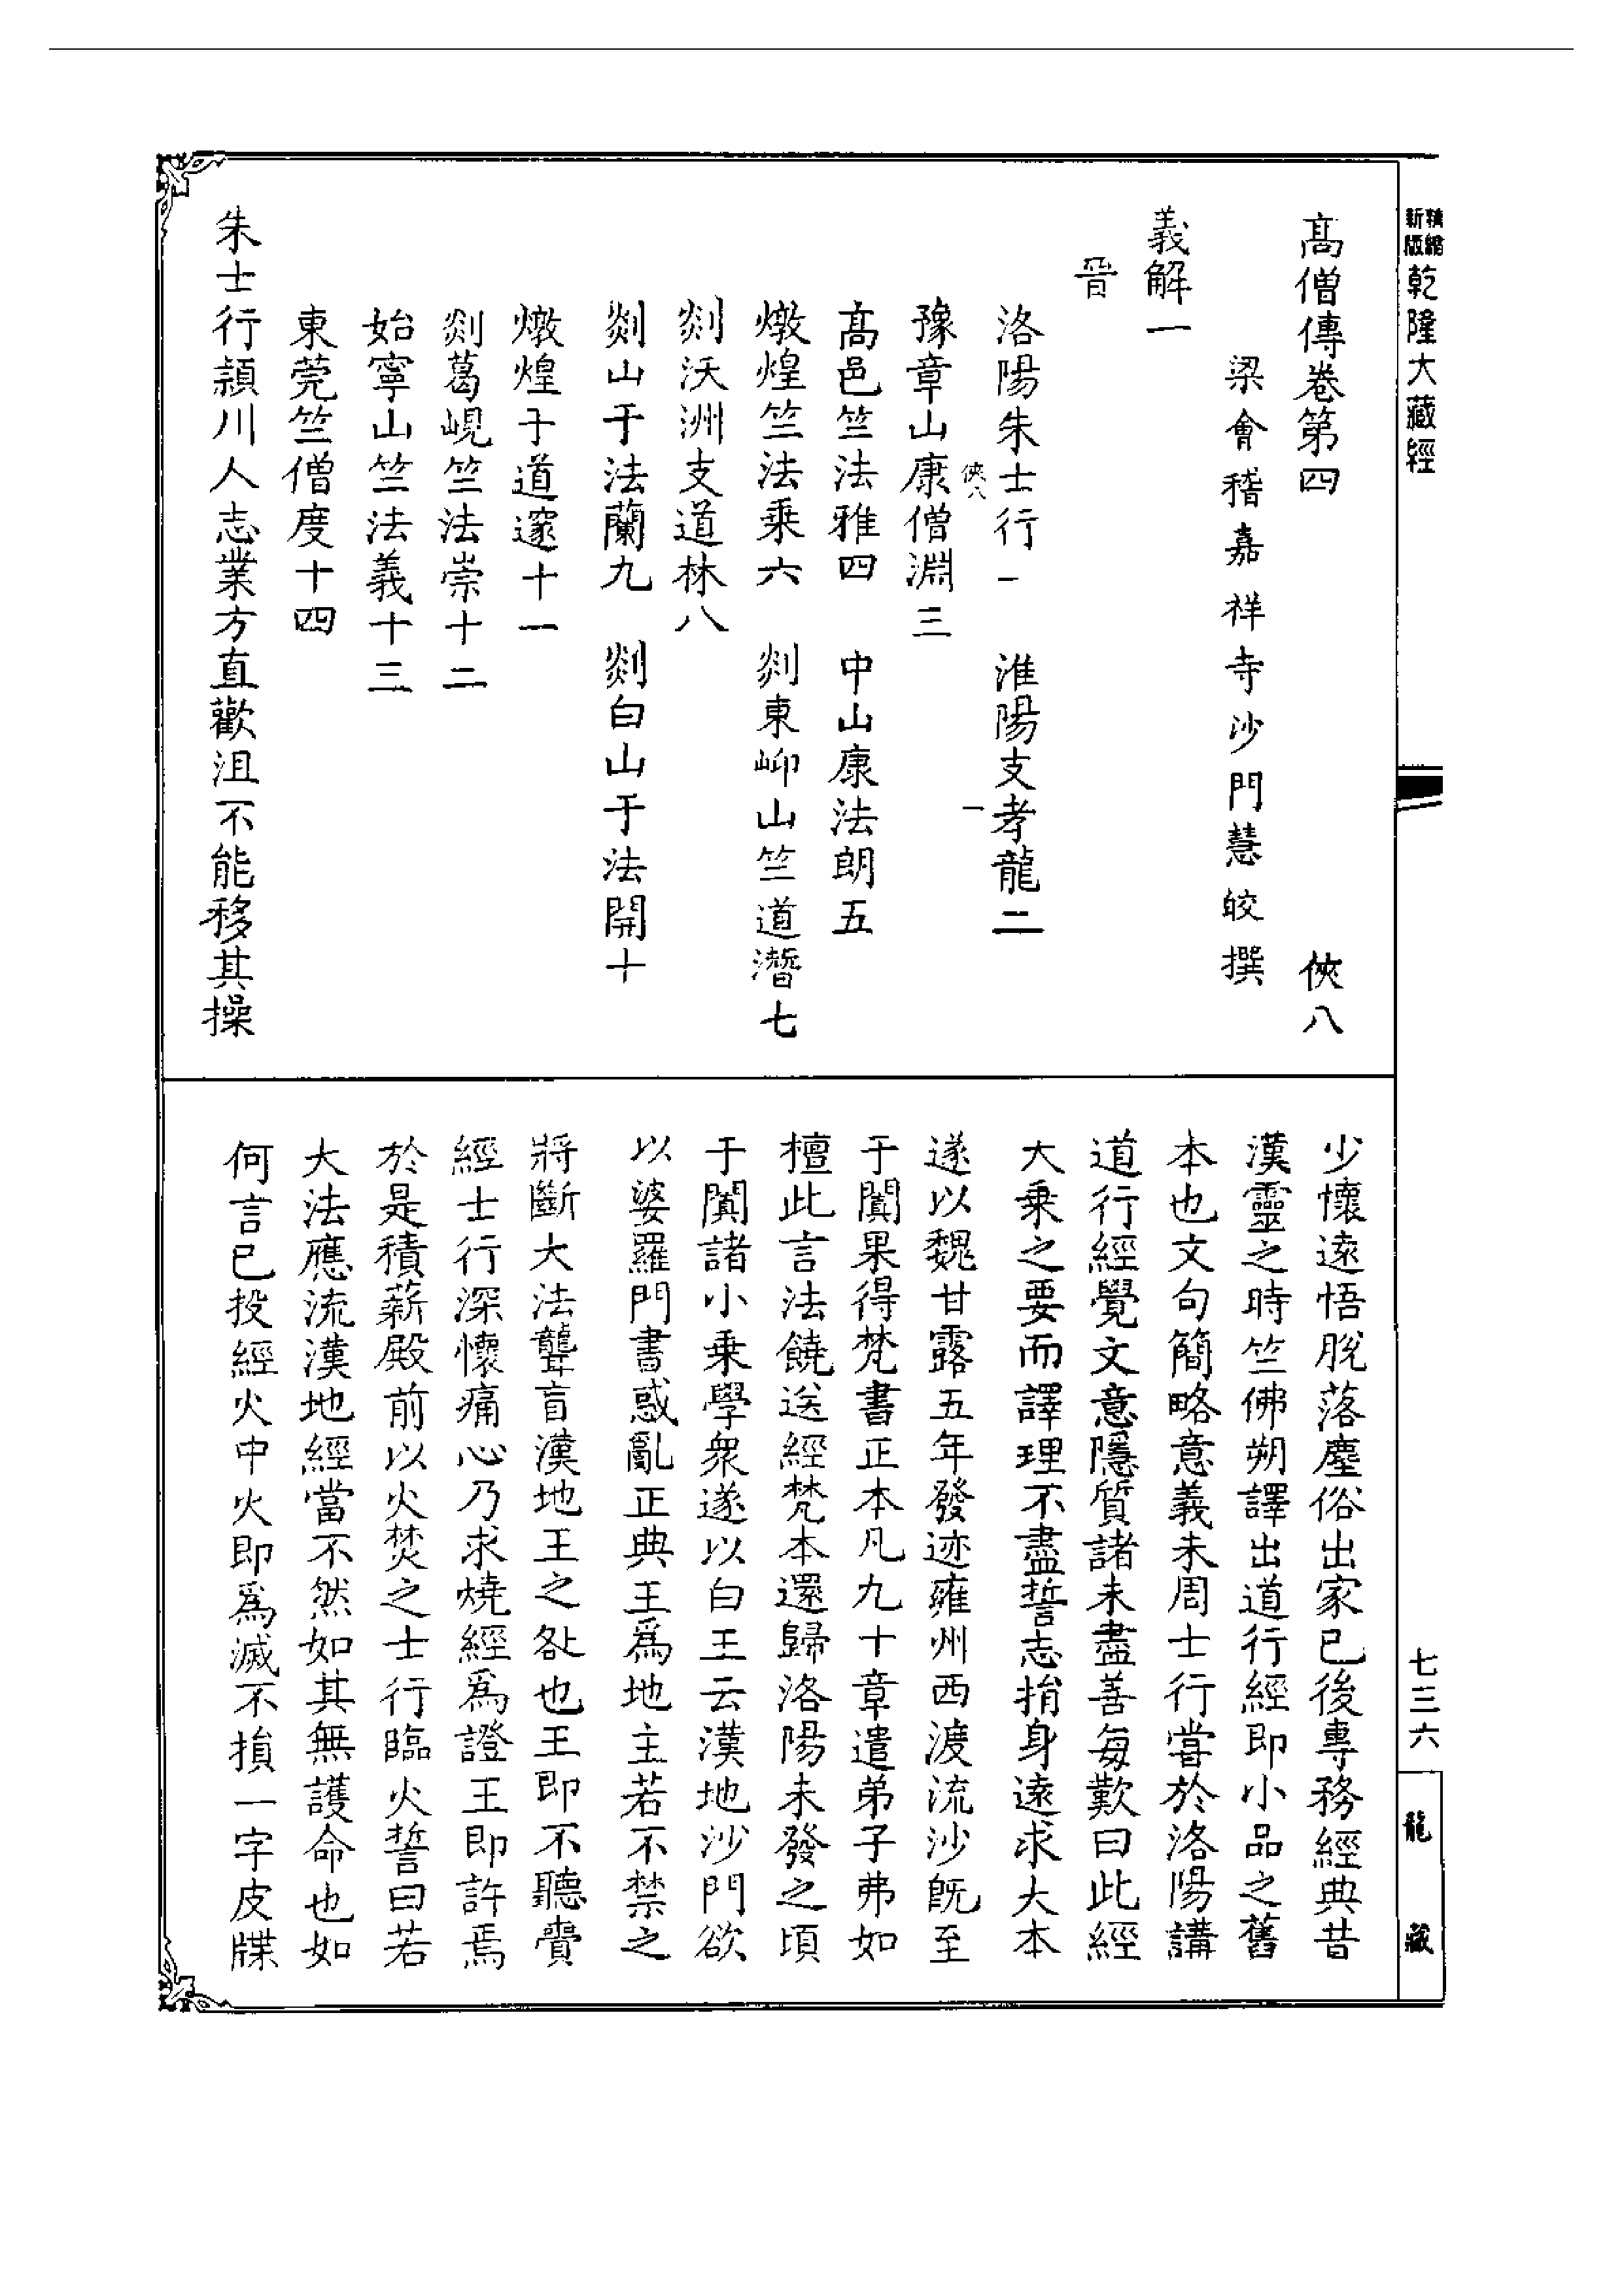 新版精縮乾隆大藏經
高僧傳卷第四 俠八
梁會稽嘉祥寺沙門慧皎撰
義解一
晉
洛陽朱士行一 淮陽支孝龍二
俠八 一
豫章山康僧淵三
高邑竺法雅四 中山康法朗五
燉煌竺法乘六 剡東岬山竺道潛七
剡沃洲支道林八
剡山于法蘭九 剡白山于法開十
燉煌于道邃十一
剡葛峴竺法崇十二
始寧山竺法義十三
東莞竺僧度十四
朱士行頴川人志業方直歡沮不能移其操
少懷遠悟脫落塵俗出家已後專務經典昔
漢靈之時竺佛朔譯出道行經即小品之舊
本也文句簡略意義未周士行嘗於洛陽講
道行經覺文意隱質諸未盡善每歎曰此經
大乘之要而譯理不盡誓志捐身遠求大本
遂以魏甘露五年發迹雍州西渡流沙旣至
于闐果得梵書正本凡九十章遣弟子弗如
檀此言法饒送經梵本還歸洛陽未發之頃
于闐諸小乘學衆遂以白王云漢地沙門欲
以婆羅門書惑亂正典王爲地主若不禁之
將斷大法聾盲漢地王之咎也王即不聽賷
經士行深懷痛心乃求燒經爲證王即許焉
於是積薪殿前以火焚之士行臨火誓曰若
大法應流漢地經當不然如其無護命也如
何言已投經火中火即爲滅不損一字皮牒
七三六
龍藏